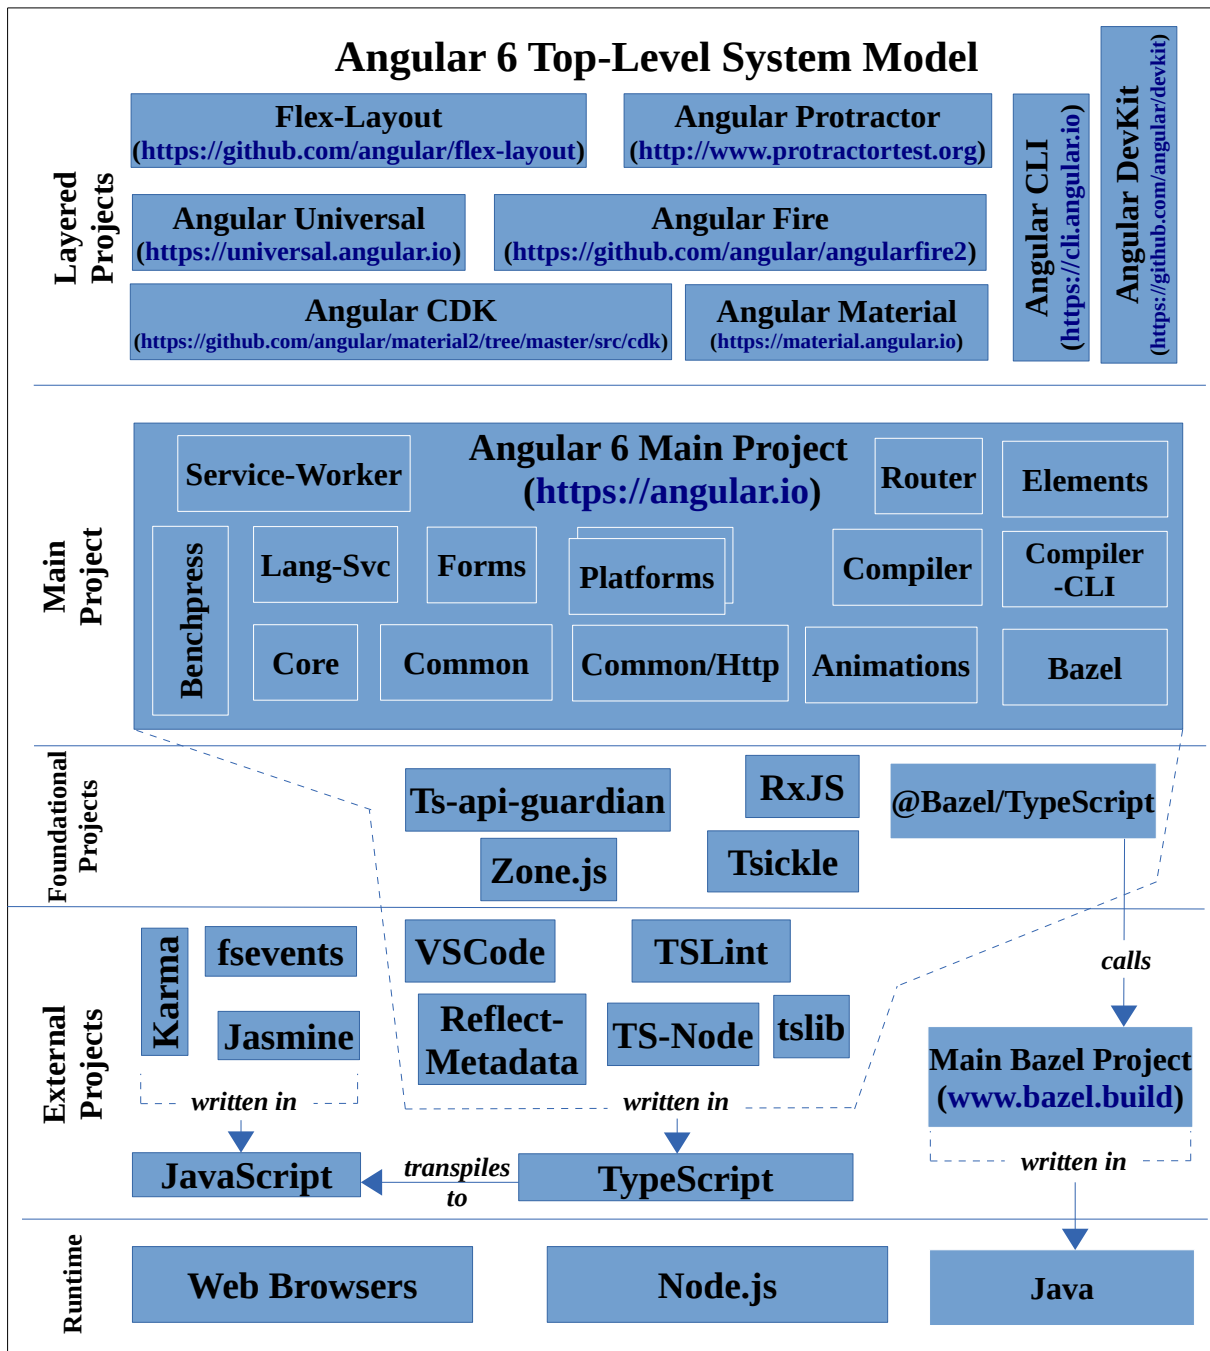 Angular 6 Top-Level System Model
Layered
Projects
Flex-Layout
(https://github.com/angular/flex-layout)
Angular Protractor
(http://www.protractortest.org)
Angular CLI
(https://cli.angular.io)
Angular DevKit
(https://github.com/angular/devkit)
Angular Universal
(https://universal.angular.io)
Angular Fire
(https://github.com/angular/angularfire2)
Angular CDK
(https://github.com/angular/material2/tree/master/src/cdk)
Angular Material
(https://material.angular.io)
Main
Project
Angular 6 Main Project
(https://angular.io)
Service-Worker
Router
Elements
Benchpress
Lang-Svc
Forms
Platforms
Compiler
Compiler
-CLI
Core
Common
Common/Http
Animations
Bazel
Foundational
Projects
Ts-api-guardian
RxJS
@Bazel/TypeScript
Zone.js
Tsickle
External
Projects
Karma
fsevents
VSCode
TSLint
calls
Jasmine
Reflect-
Metadata
TS-Node
tslib
Main Bazel Project
(www.bazel.build)
written in
written in
written in
JavaScript
transpiles
to
TypeScript
Runtime
Web Browsers
Node.js
Java